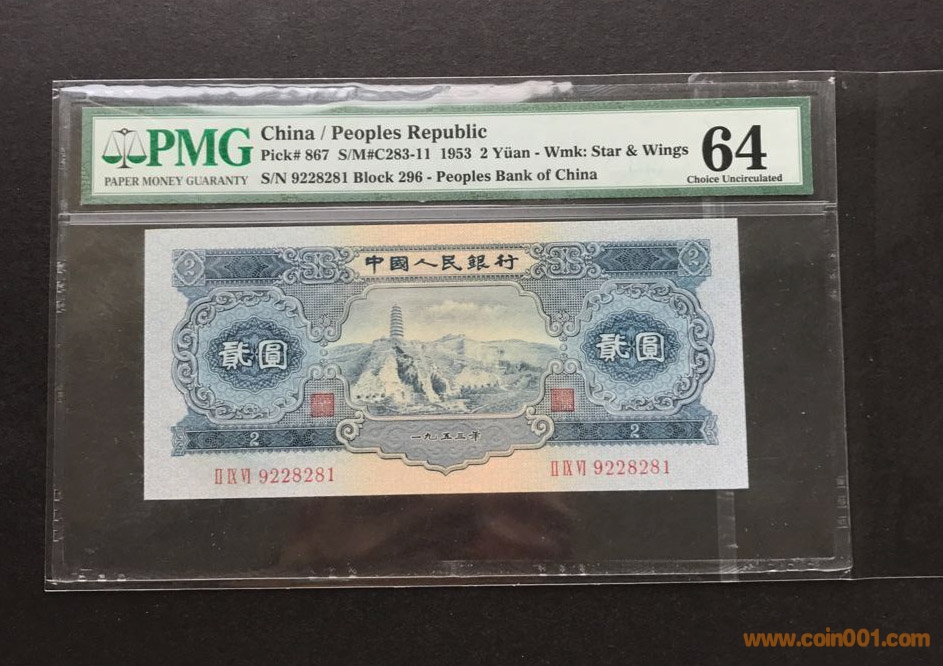 PMG
PAPER MONEY GUARANTY
China / Peoples Republic
Pick# 867 S/M#C283-11 1953 2 Yüan - Wmk: Star & Wings
S/N 9228281 Block 296 - Peoples Bank of China
64
Choice Uncirculated
2 中國人民銀行 2
貳圓 貳圓
2 一九五三年 2
II IX VI 9228281 II IX VI 9228281
www.coin001.com